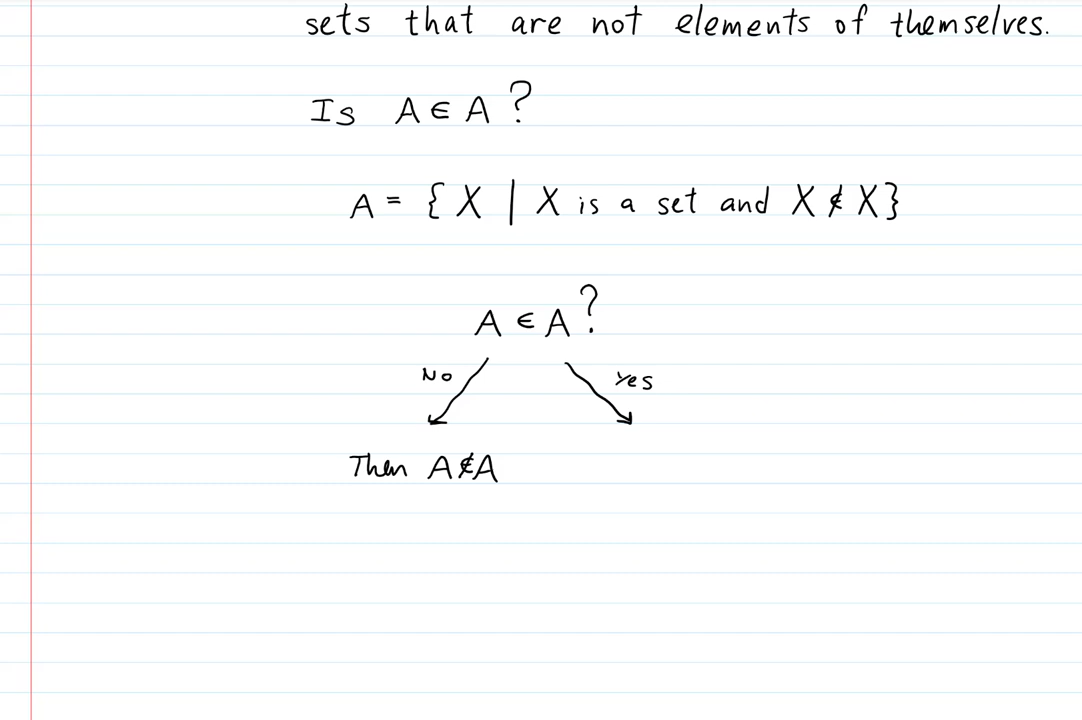 sets that are not elements of themselves.
Is A ∈ A ?
A = { X | X is a set and X ∉ X }
A ∈ A ?
No
Yes
Then A ∉ A